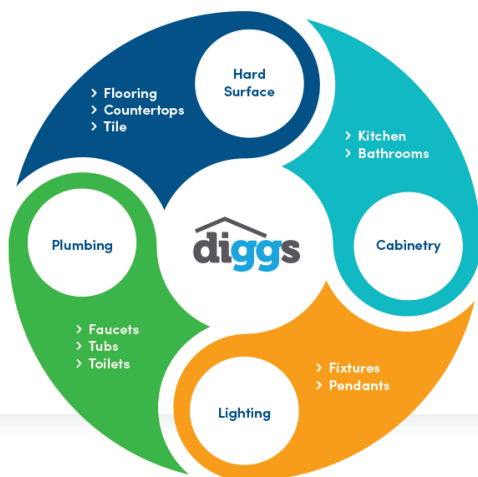 Hard
Surface
Flooring
Countertops
Tile
Kitchen
Bathrooms
Plumbing
diggs
Cabinetry
Faucets
Tubs
Toilets
Fixtures
Pendants
Lighting